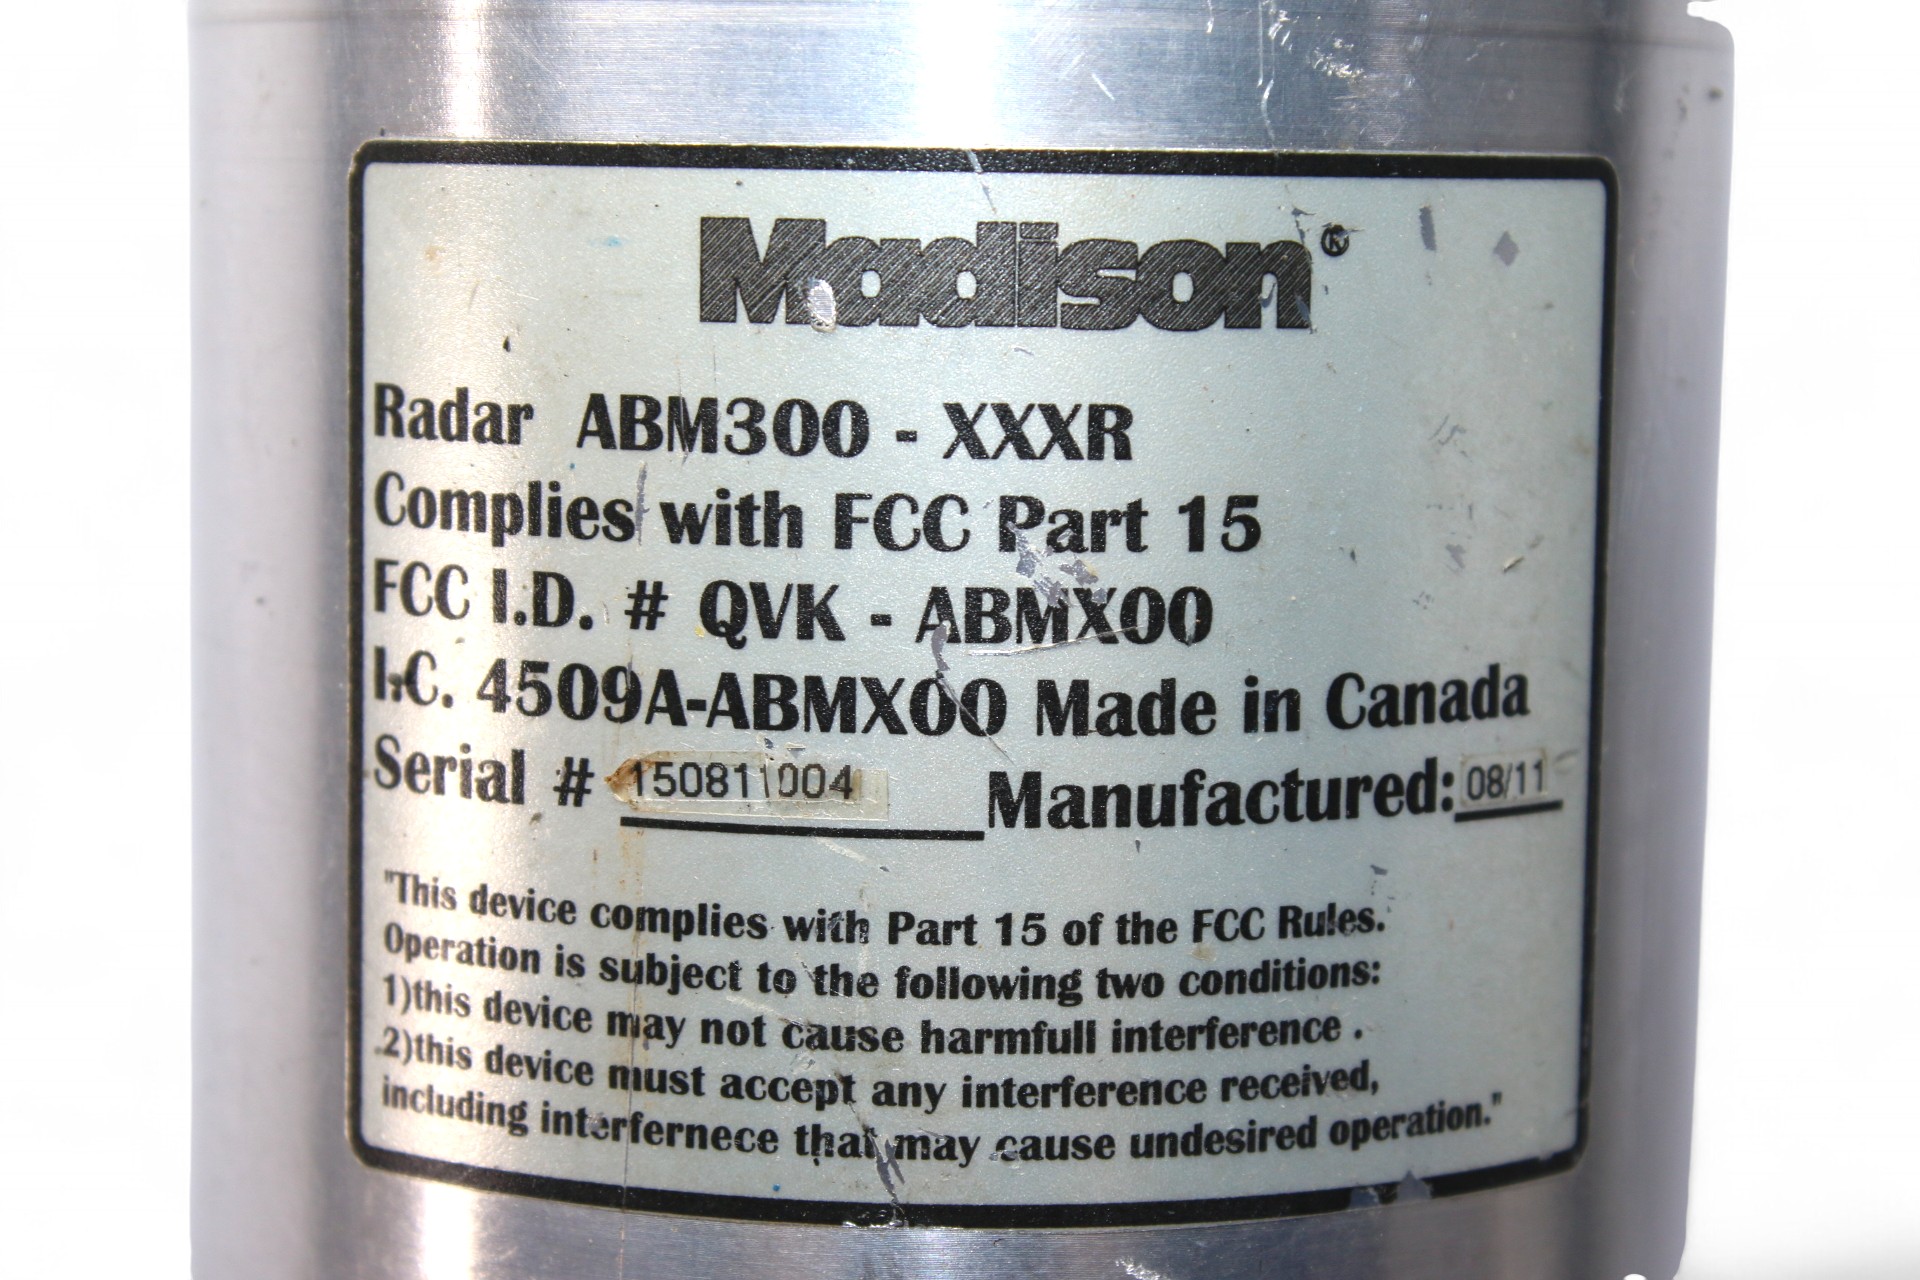 Madison®
Radar ABM300 - XXXR
Complies with FCC Part 15
FCC I.D. # QVK - ABMX00
I.C. 4509A-ABMX00 Made in Canada
Serial # 150811004 Manufactured: 08/11
"This device complies with Part 15 of the FCC Rules.
Operation is subject to the following two conditions:
1)this device may not cause harmfull interference .
2)this device must accept any interference received,
including interfernece that may cause undesired operation."